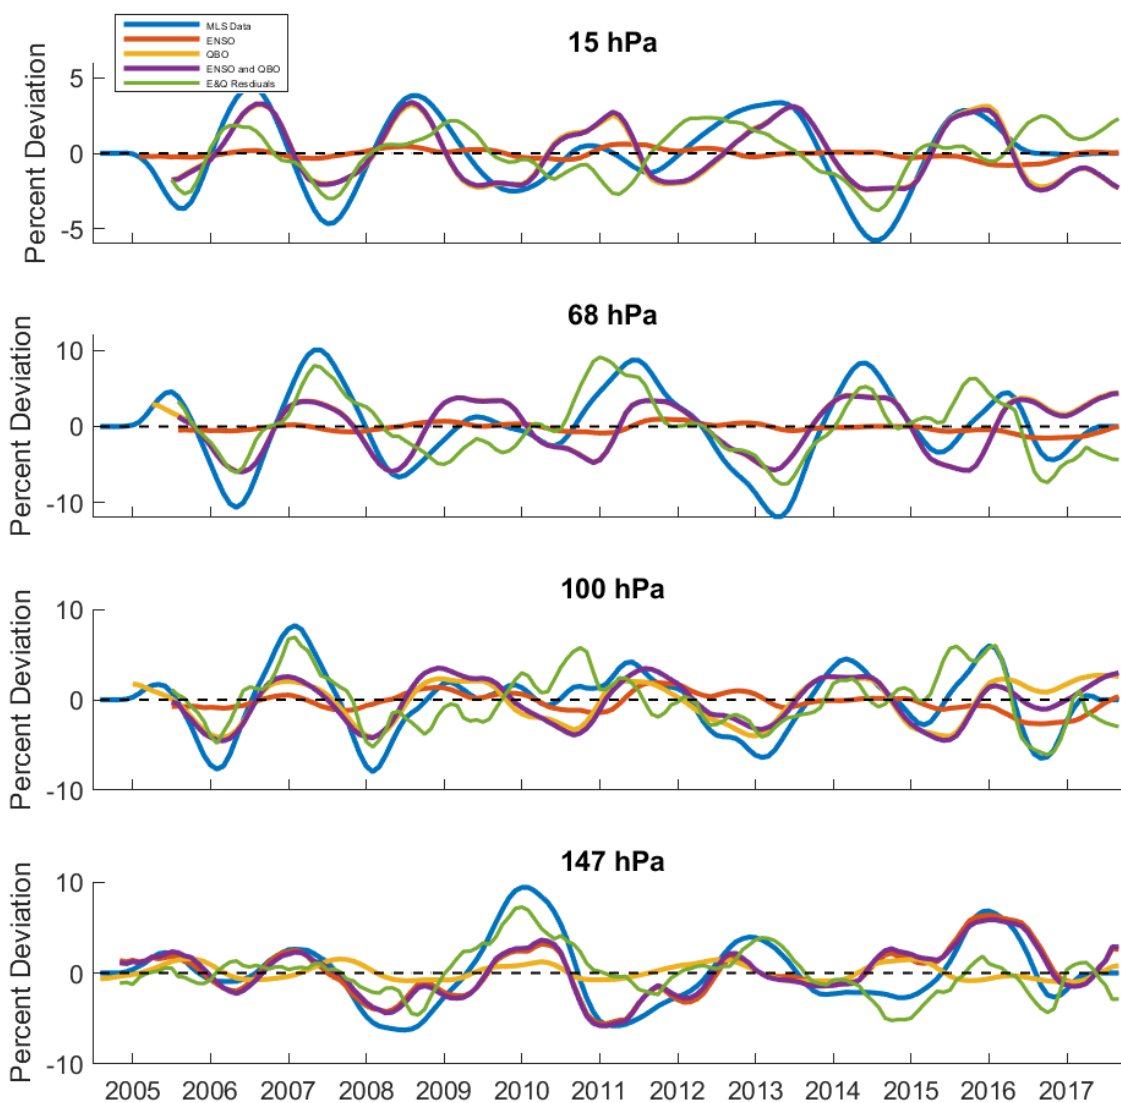 MLS Data
ENSO
QBO
ENSO and QBO
E&Q Resdiuals
15 hPa
Percent Deviation
5
0
-5
68 hPa
Percent Deviation
10
0
-10
100 hPa
Percent Deviation
10
0
-10
147 hPa
Percent Deviation
10
0
-10
2005 2006 2007 2008 2009 2010 2011 2012 2013 2014 2015 2016 2017